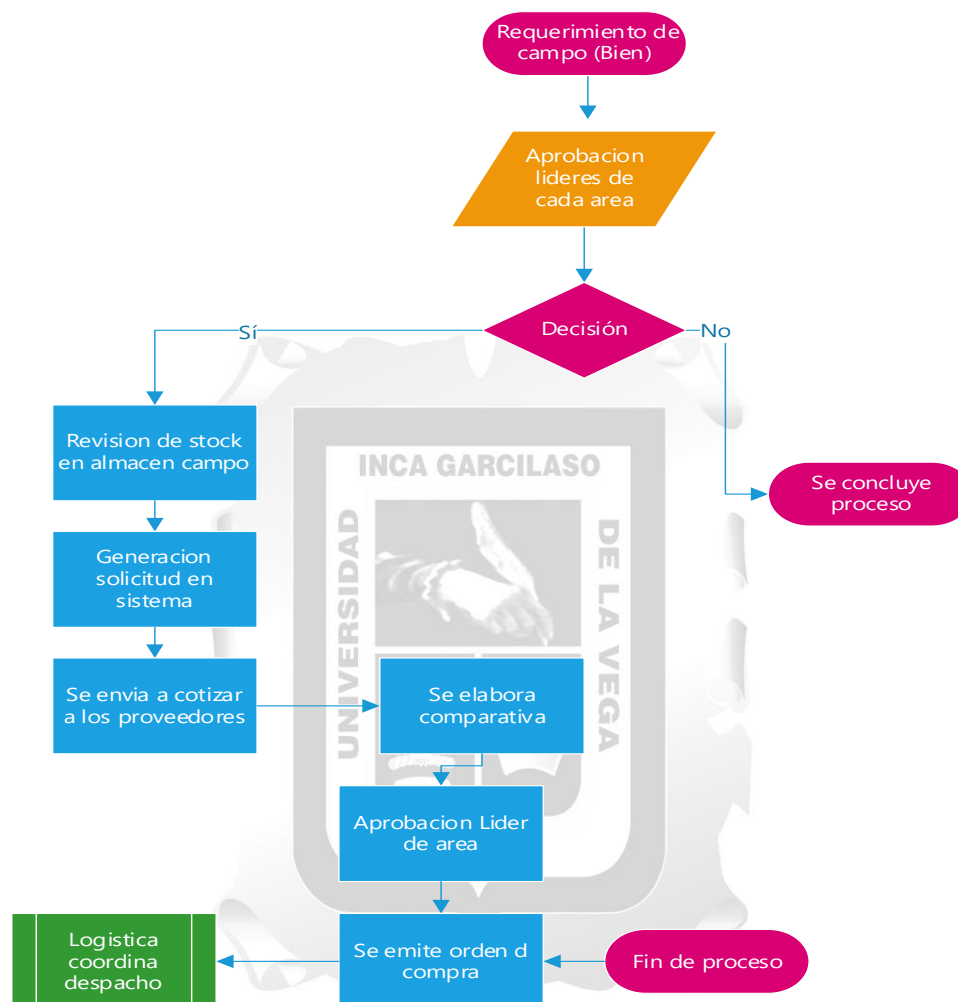 Requerimiento de
campo (Bien)
Aprobacion
lideres de
cada area
Decisión
Sí
No
Revision de stock
en almacen campo
INCA GARCILASO
Se concluye
proceso
UNIVERSIDAD
DE LA VEGA
Generacion
solicitud en
sistema
Se envia a cotizar
a los proveedores
Se elabora
comparativa
Aprobacion Lider
de area
Logistica
coordina
despacho
Se emite orden d
compra
Fin de proceso